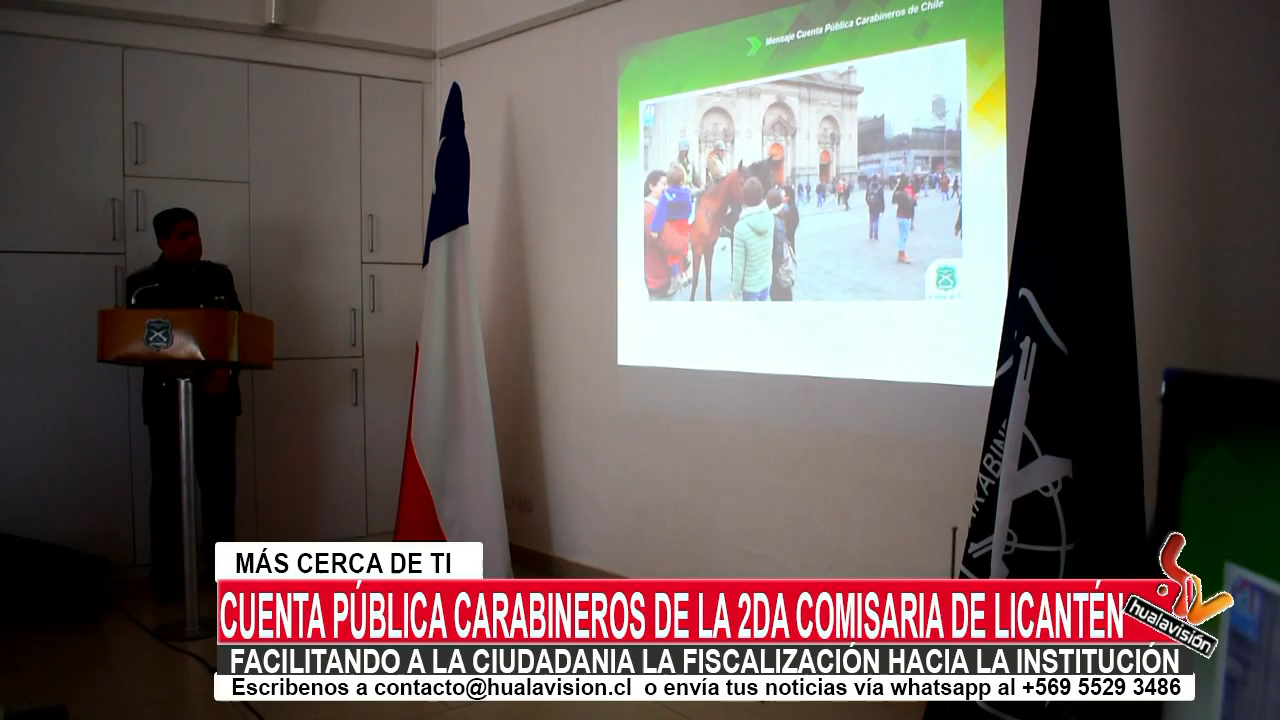 Mensaje Cuenta Pública Carabineros de Chile
MÁS CERCA DE TI
CUENTA PÚBLICA CARABINEROS DE LA 2DA COMISARIA DE LICANTÉN
hualavisión
FACILITANDO A LA CIUDADANIA LA FISCALIZACIÓN HACIA LA INSTITUCIÓN
Escribenos a contacto@hualavision.cl o envía tus noticias vía whatsapp al +569 5529 3486